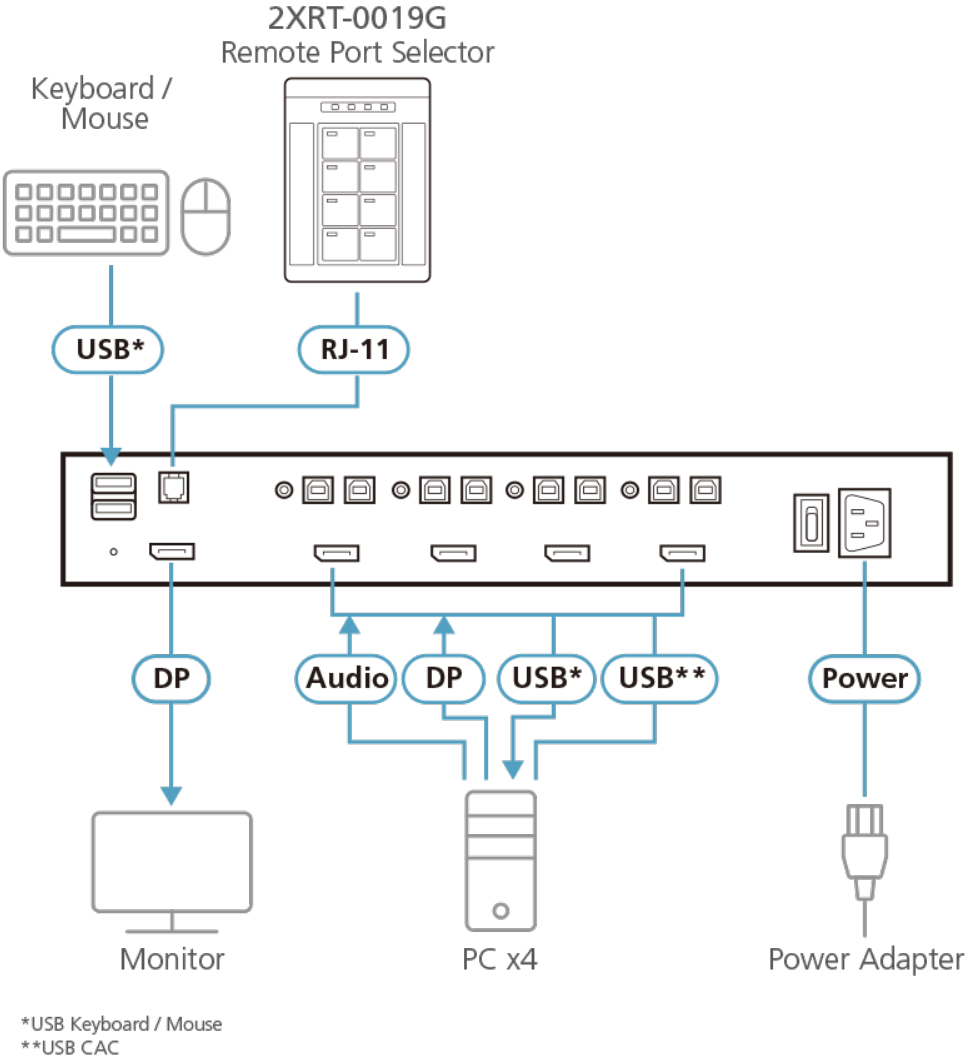 2XRT-0019G
Remote Port Selector
Keyboard /
Mouse
USB*
RJ-11
DP
Audio
DP
USB*
USB**
Power
Monitor
PC x4
Power Adapter
*USB Keyboard / Mouse
**USB CAC